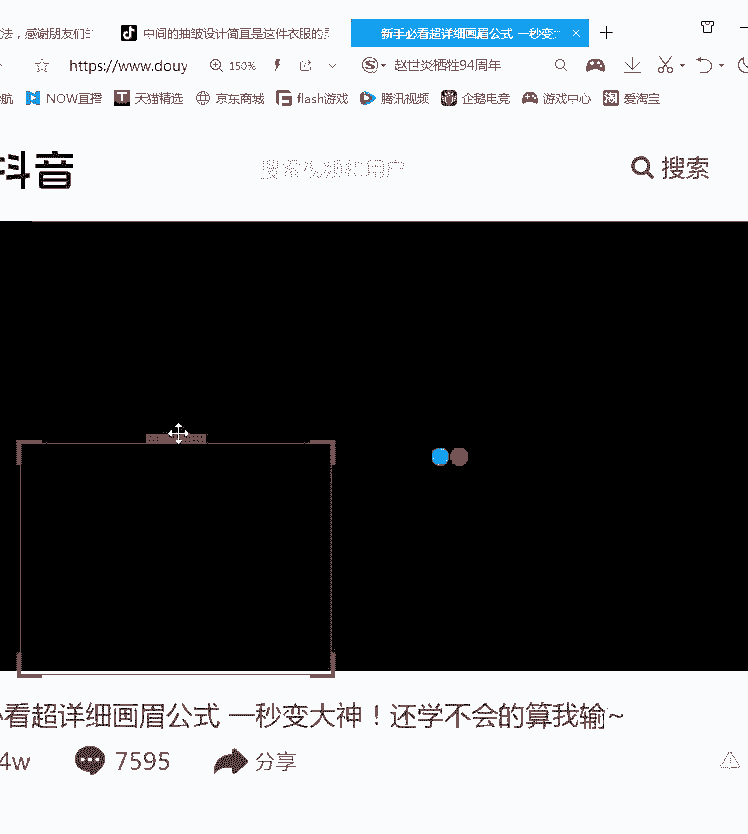 法，感谢朋友们
中间的抽皱设计简直是这件衣服的
新手必看超详细画眉公式 一秒变
https://www.douy
150%
赵世炎牺牲94周年
航 NOW直播 天猫精选 京东商城 flash游戏 腾讯视频 企鹅电竞 游戏中心 爱淘宝
抖音
搜索视频和用户
搜索
必看超详细画眉公式 一秒变大神！还学不会的算我输~
4w 7595 分享